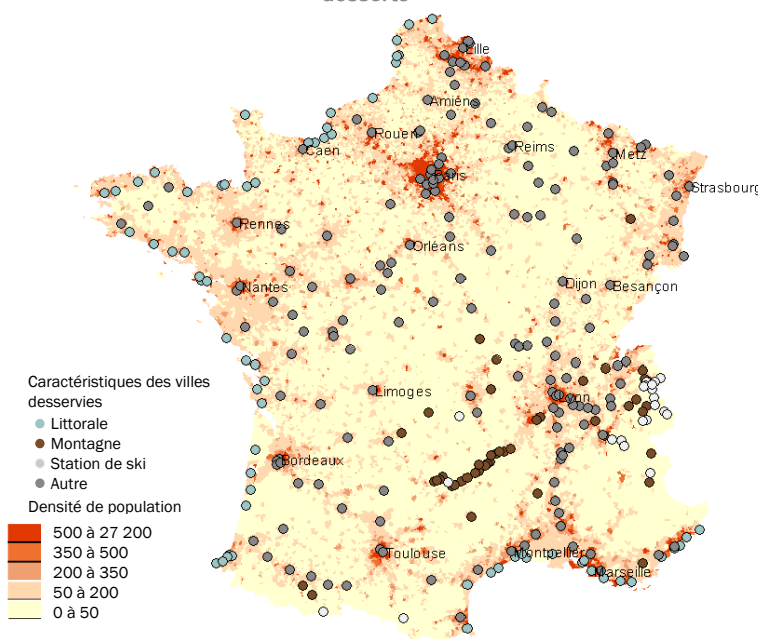 desserte
Lille
Amiens
Rouen
Caen
Reims
Metz
Paris
Strasbourg
Rennes
Orléans
Nantes
Dijon
Besançon
Caractéristiques des villes
desservies
Littorale
Montagne
Station de ski
Autre
Limoges
Lyon
Bordeaux
Densité de population
500 à 27 200
350 à 500
200 à 350
50 à 200
0 à 50
Toulouse
Montpellier
Marseille